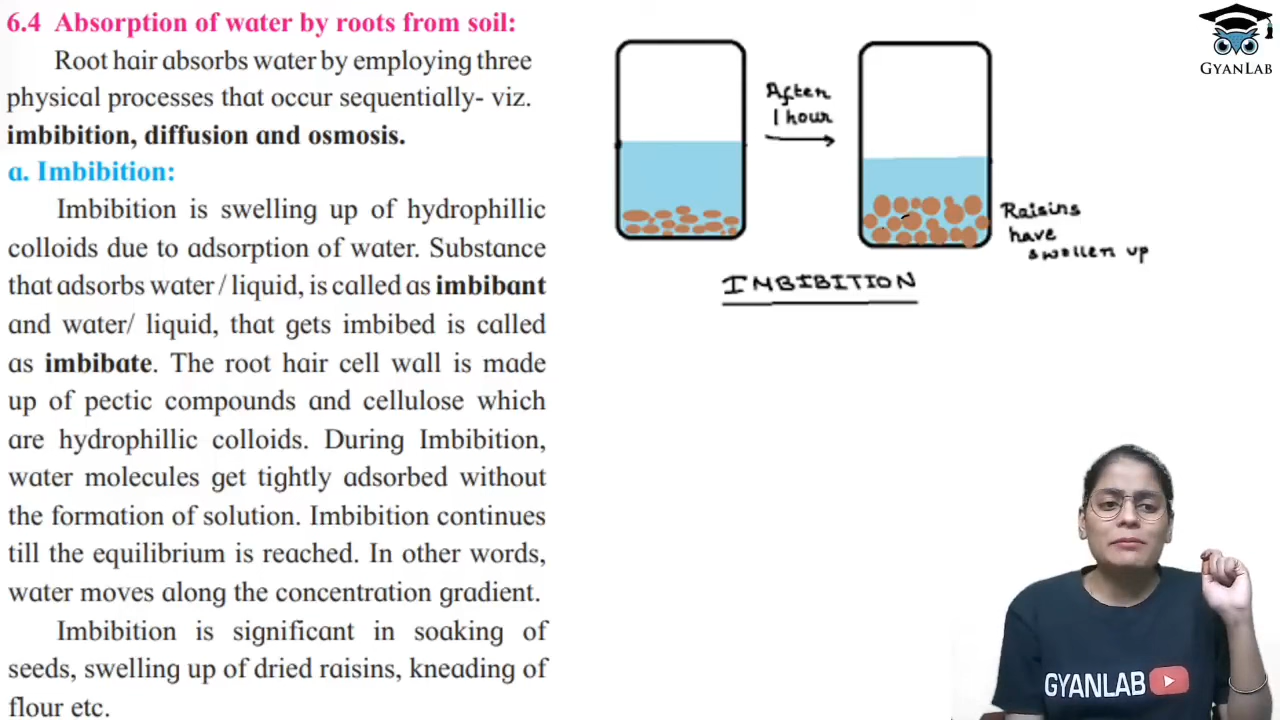 6.4 Absorption of water by roots from soil:
Root hair absorbs water by employing three
physical processes that occur sequentially- viz.
imbibition, diffusion and osmosis.
a. Imbibition:
Imbibition is swelling up of hydrophillic
colloids due to adsorption of water. Substance
that adsorbs water / liquid, is called as imbibant
and water/ liquid, that gets imbibed is called
as imbibate. The root hair cell wall is made
up of pectic compounds and cellulose which
are hydrophillic colloids. During Imbibition,
water molecules get tightly adsorbed without
the formation of solution. Imbibition continues
till the equilibrium is reached. In other words,
water moves along the concentration gradient.
Imbibition is significant in soaking of
seeds, swelling up of dried raisins, kneading of
flour etc.
After
1 hour
Raisins
have
swollen up
IMBIBITION
GYANLAB
GYANLAB